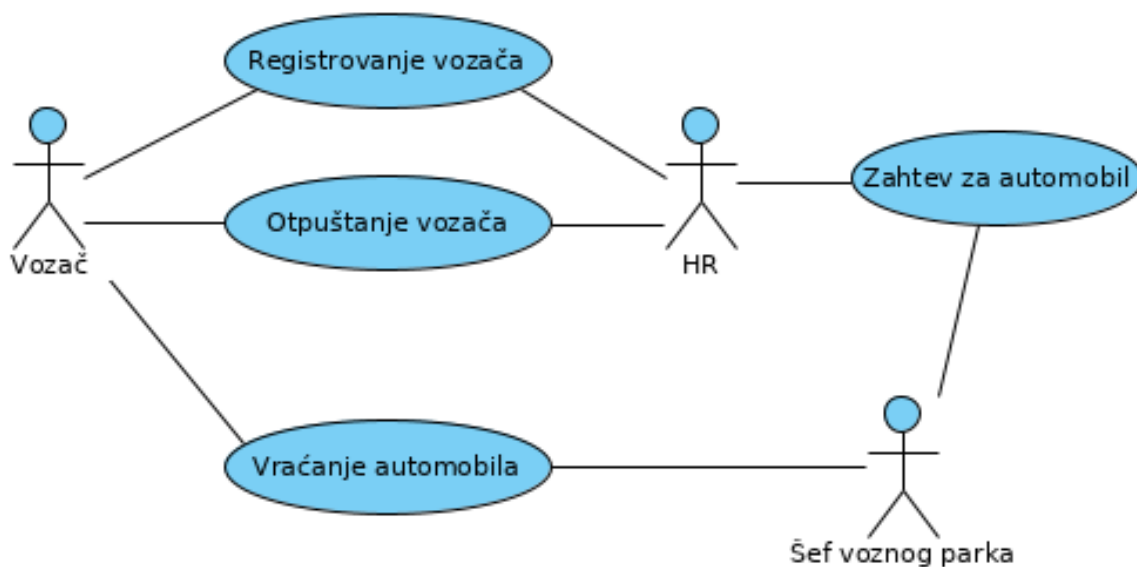 Registrovanje vozača
Zahtev za automobil
Otpuštanje vozača
Vozač
HR
Vraćanje automobila
Šef voznog parka